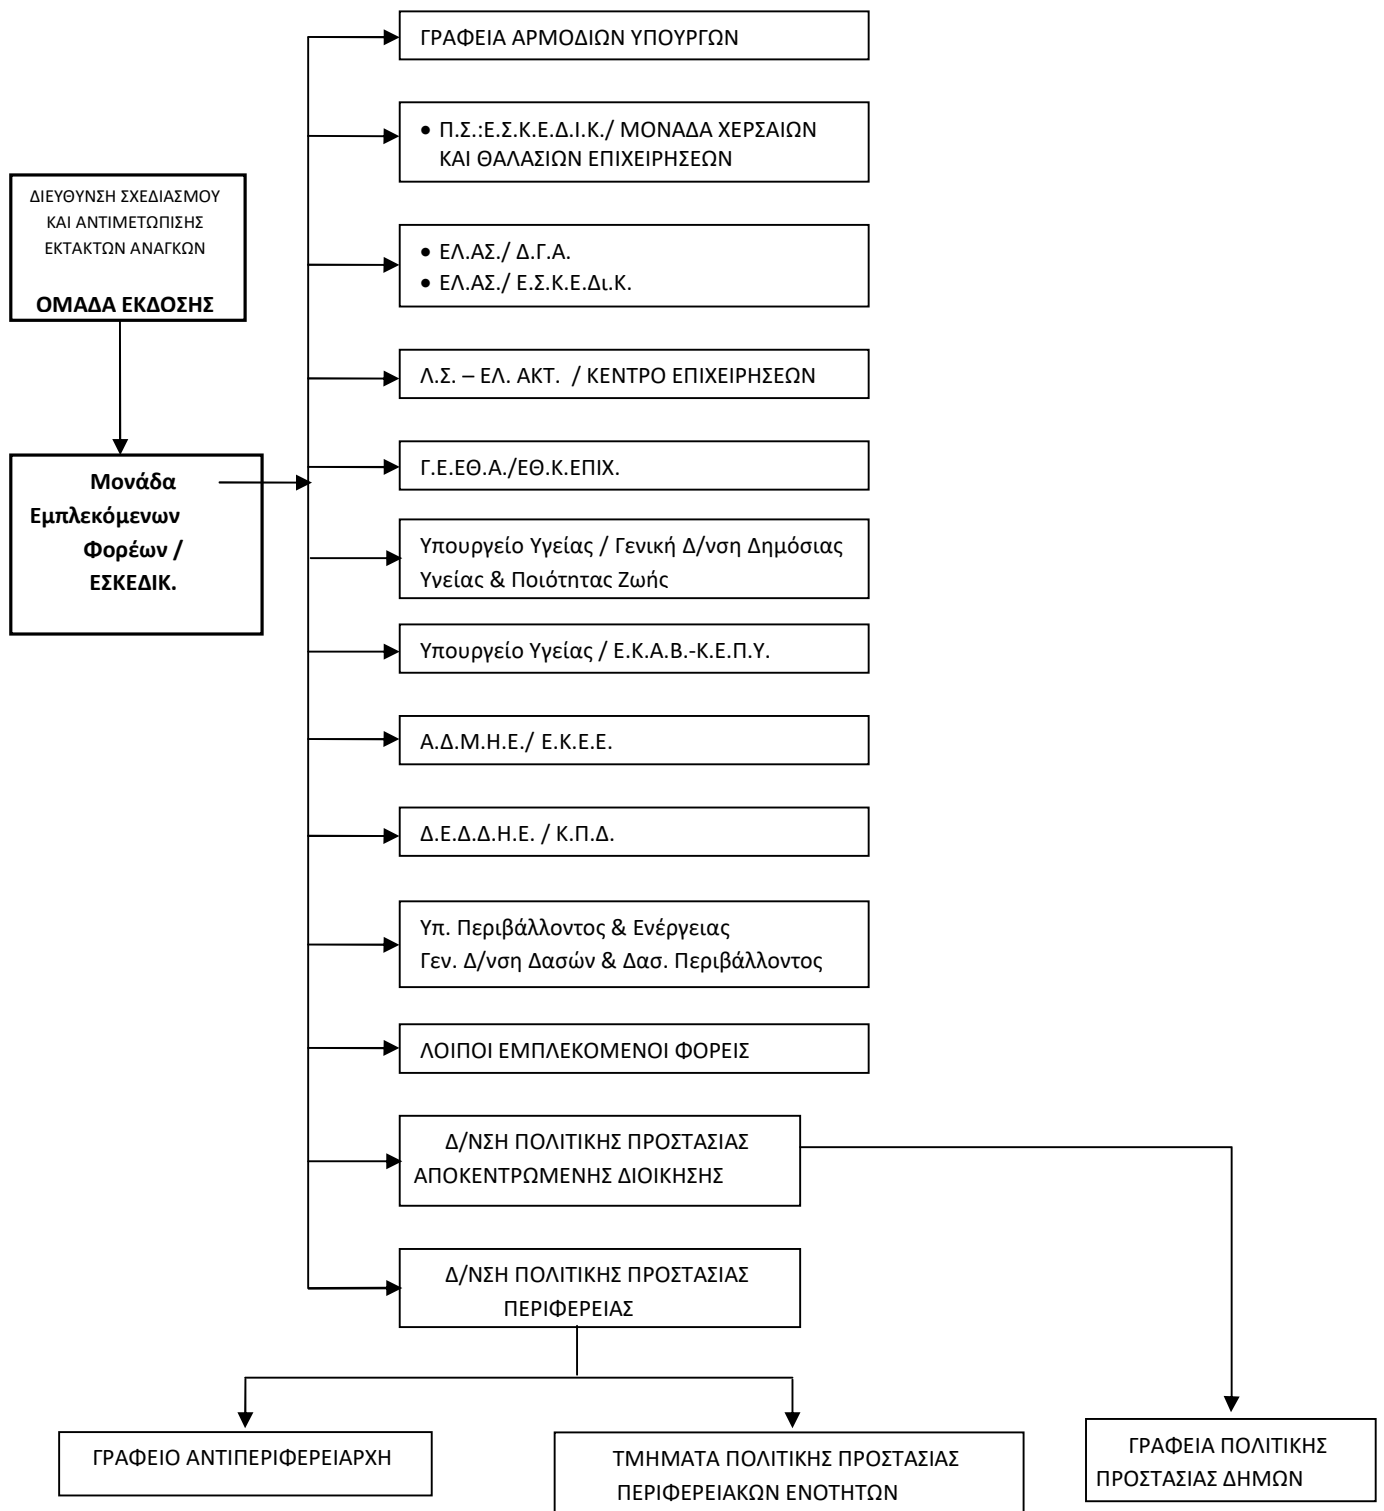 ΓΡΑΦΕΙΑ ΑΡΜΟΔΙΩΝ ΥΠΟΥΡΓΩΝ
• Π.Σ.:Ε.Σ.Κ.Ε.Δ.Ι.Κ./ ΜΟΝΑΔΑ ΧΕΡΣΑΙΩΝ
ΚΑΙ ΘΑΛΑΣΙΩΝ ΕΠΙΧΕΙΡΗΣΕΩΝ
ΔΙΕΥΘΥΝΣΗ ΣΧΕΔΙΑΣΜΟΥ
ΚΑΙ ΑΝΤΙΜΕΤΩΠΙΣΗΣ
ΕΚΤΑΚΤΩΝ ΑΝΑΓΚΩΝ
ΟΜΑΔΑ ΕΚΔΟΣΗΣ
• ΕΛ.ΑΣ./ Δ.Γ.Α.
• ΕΛ.ΑΣ./ Ε.Σ.Κ.Ε.Δι.Κ.
Λ.Σ. – ΕΛ. ΑΚΤ. / ΚΕΝΤΡΟ ΕΠΙΧΕΙΡΗΣΕΩΝ
Μονάδα
Εμπλεκόμενων
Φορέων /
ΕΣΚΕΔΙΚ.
Γ.Ε.ΕΘ.Α./ΕΘ.Κ.ΕΠΙΧ.
Υπουργείο Υγείας / Γενική Δ/νση Δημόσιας
Υγείας & Ποιότητας Ζωής
Υπουργείο Υγείας / Ε.Κ.Α.Β.-Κ.Ε.Π.Υ.
Α.Δ.Μ.Η.Ε./ Ε.Κ.Ε.Ε.
Δ.Ε.Δ.Δ.Η.Ε. / Κ.Π.Δ.
Υπ. Περιβάλλοντος & Ενέργειας
Γεν. Δ/νση Δασών & Δασ. Περιβάλλοντος
ΛΟΙΠΟΙ ΕΜΠΛΕΚΟΜΕΝΟΙ ΦΟΡΕΙΣ
Δ/ΝΣΗ ΠΟΛΙΤΙΚΗΣ ΠΡΟΣΤΑΣΙΑΣ
ΑΠΟΚΕΝΤΡΩΜΕΝΗΣ ΔΙΟΙΚΗΣΗΣ
Δ/ΝΣΗ ΠΟΛΙΤΙΚΗΣ ΠΡΟΣΤΑΣΙΑΣ
ΠΕΡΙΦΕΡΕΙΑΣ
ΓΡΑΦΕΙΟ ΑΝΤΙΠΕΡΙΦΕΡΕΙΑΡΧΗ
ΤΜΗΜΑΤΑ ΠΟΛΙΤΙΚΗΣ ΠΡΟΣΤΑΣΙΑΣ
ΠΕΡΙΦΕΡΕΙΑΚΩΝ ΕΝΟΤΗΤΩΝ
ΓΡΑΦΕΙΑ ΠΟΛΙΤΙΚΗΣ
ΠΡΟΣΤΑΣΙΑΣ ΔΗΜΩΝ